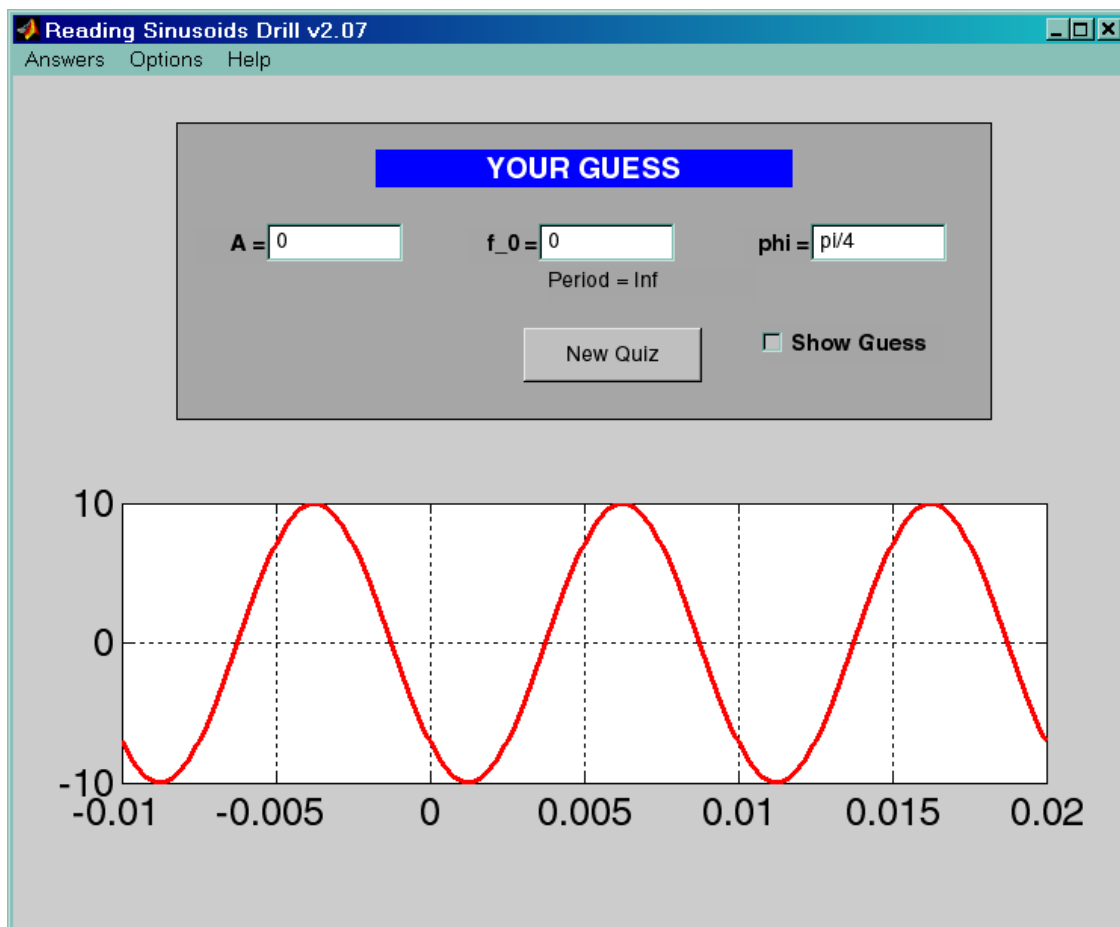 Reading Sinusoids Drill v2.07
Answers Options Help
YOUR GUESS
A = 0 f_0 = 0 phi = pi/4
Period = Inf
New Quiz Show Guess
10
0
-10
-0.01 -0.005 0 0.005 0.01 0.015 0.02